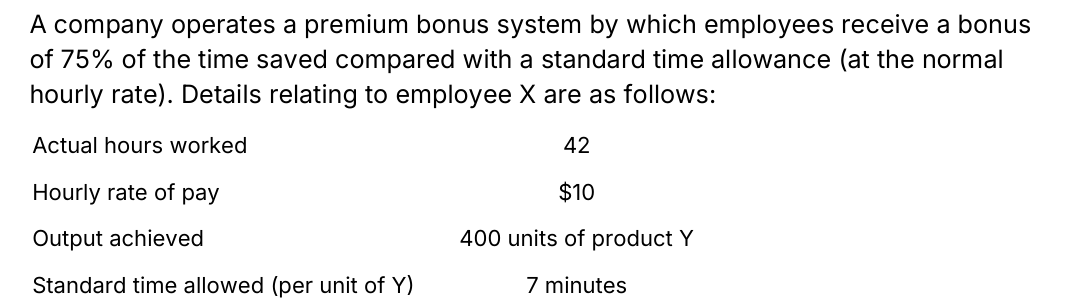 A company operates a premium bonus system by which employees receive a bonus
of 75% of the time saved compared with a standard time allowance (at the normal
hourly rate). Details relating to employee X are as follows:
Actual hours worked 42
Hourly rate of pay $10
Output achieved 400 units of product Y
Standard time allowed (per unit of Y) 7 minutes